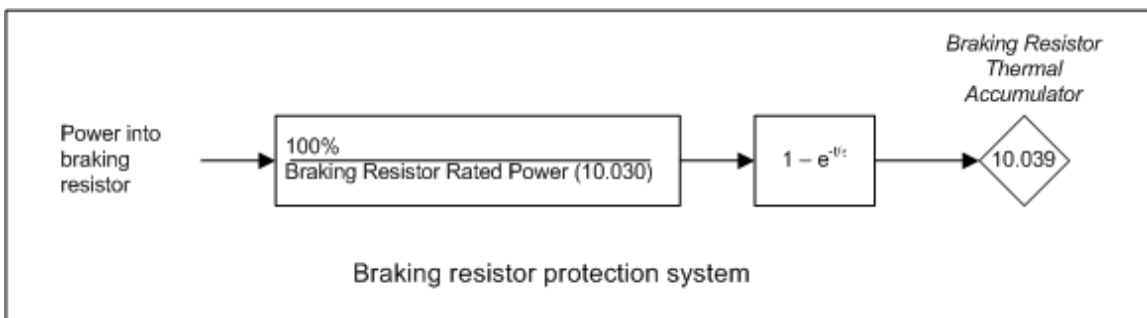 Braking Resistor
Thermal
Accumulator
Power into
braking
resistor
100%
Braking Resistor Rated Power (10.030)
1 – e^-t/τ
10.039
Braking resistor protection system